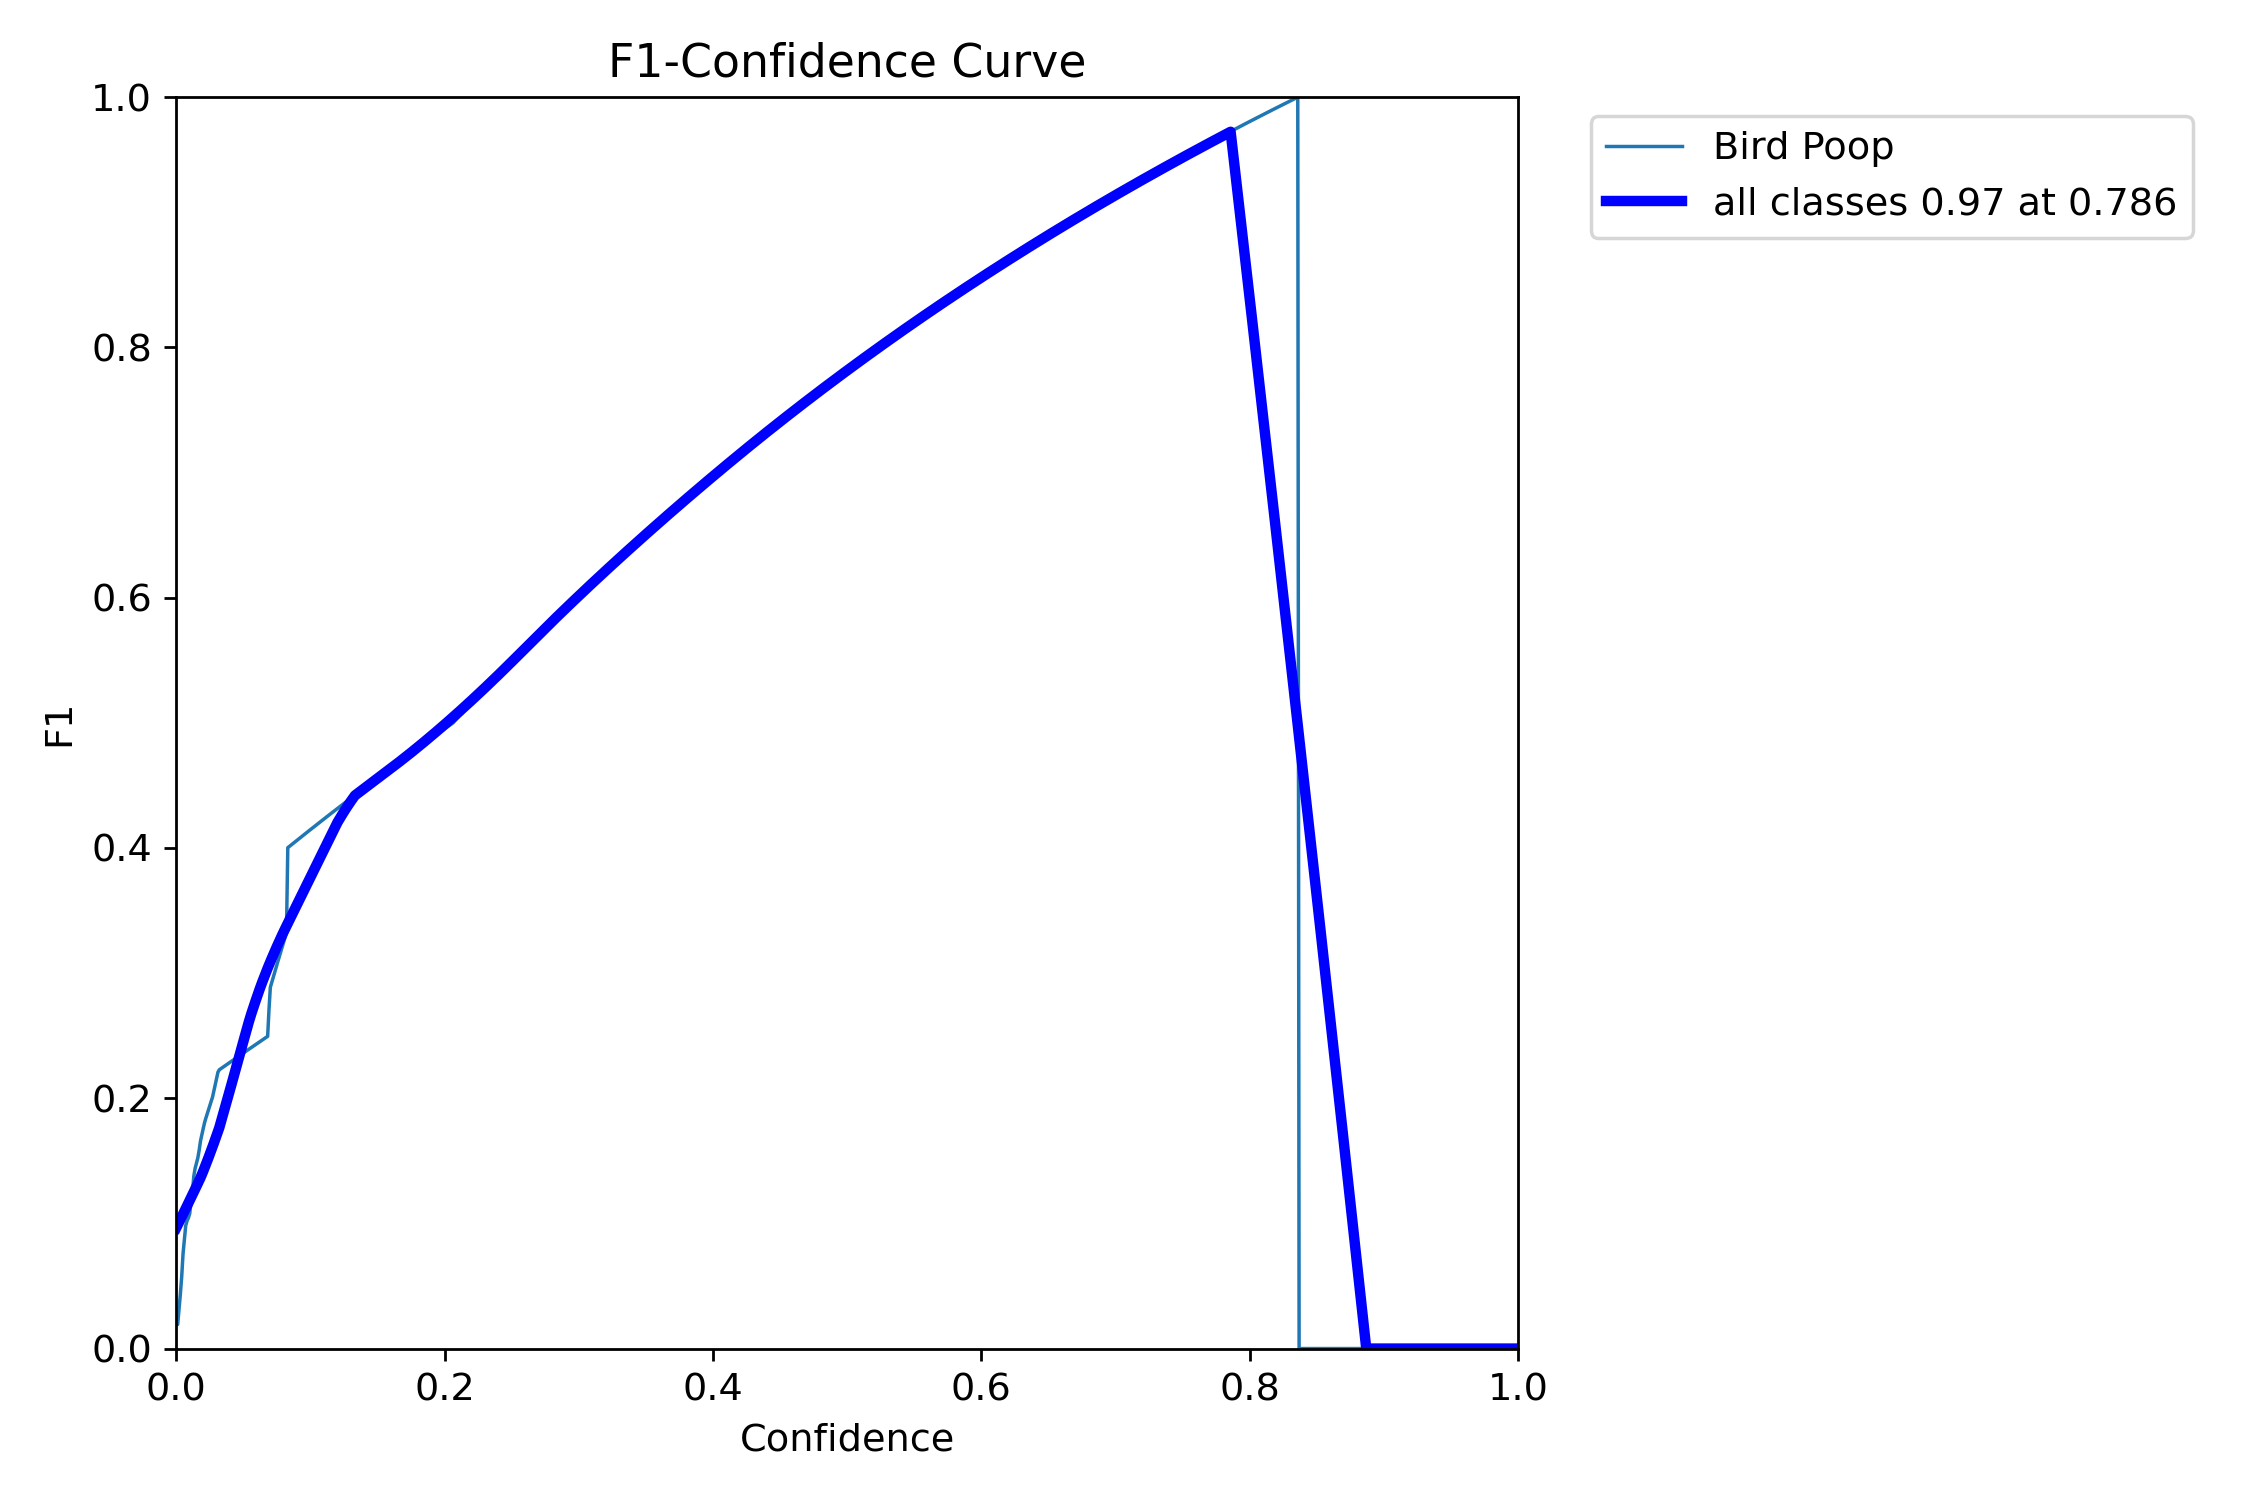 F1-Confidence Curve
1.0
0.8
0.6
0.4
0.2
0.0
F1
0.0 0.2 0.4 0.6 0.8 1.0
Confidence
Bird Poop
all classes 0.97 at 0.786